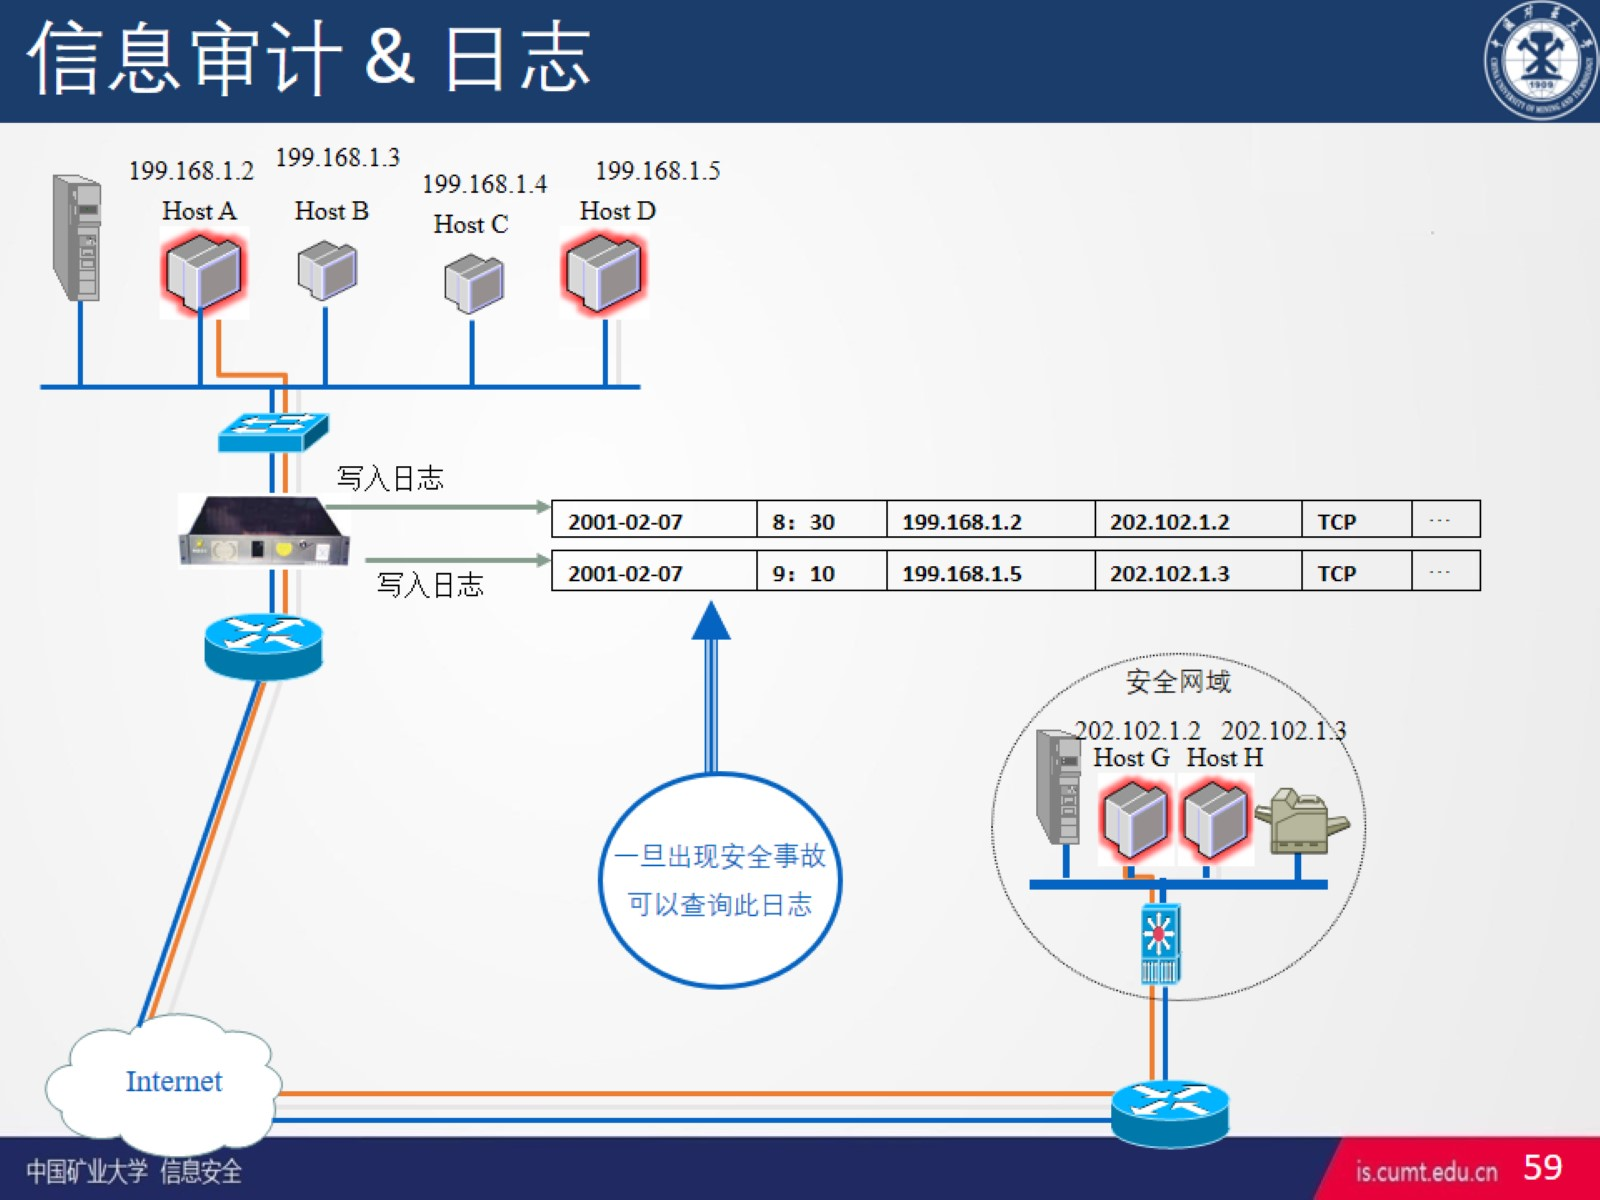 信息审计 & 日志
199.168.1.2
199.168.1.3
199.168.1.4
199.168.1.5
Host A
Host B
Host C
Host D
写入日志
2001-02-07 8：30 199.168.1.2 202.102.1.2 TCP ...
2001-02-07 9：10 199.168.1.5 202.102.1.3 TCP ...
写入日志
安全网域
202.102.1.2 202.102.1.3
Host G Host H
一旦出现安全事故
可以查询此日志
Internet
中国矿业大学 信息安全
is.cumt.edu.cn 59
1909